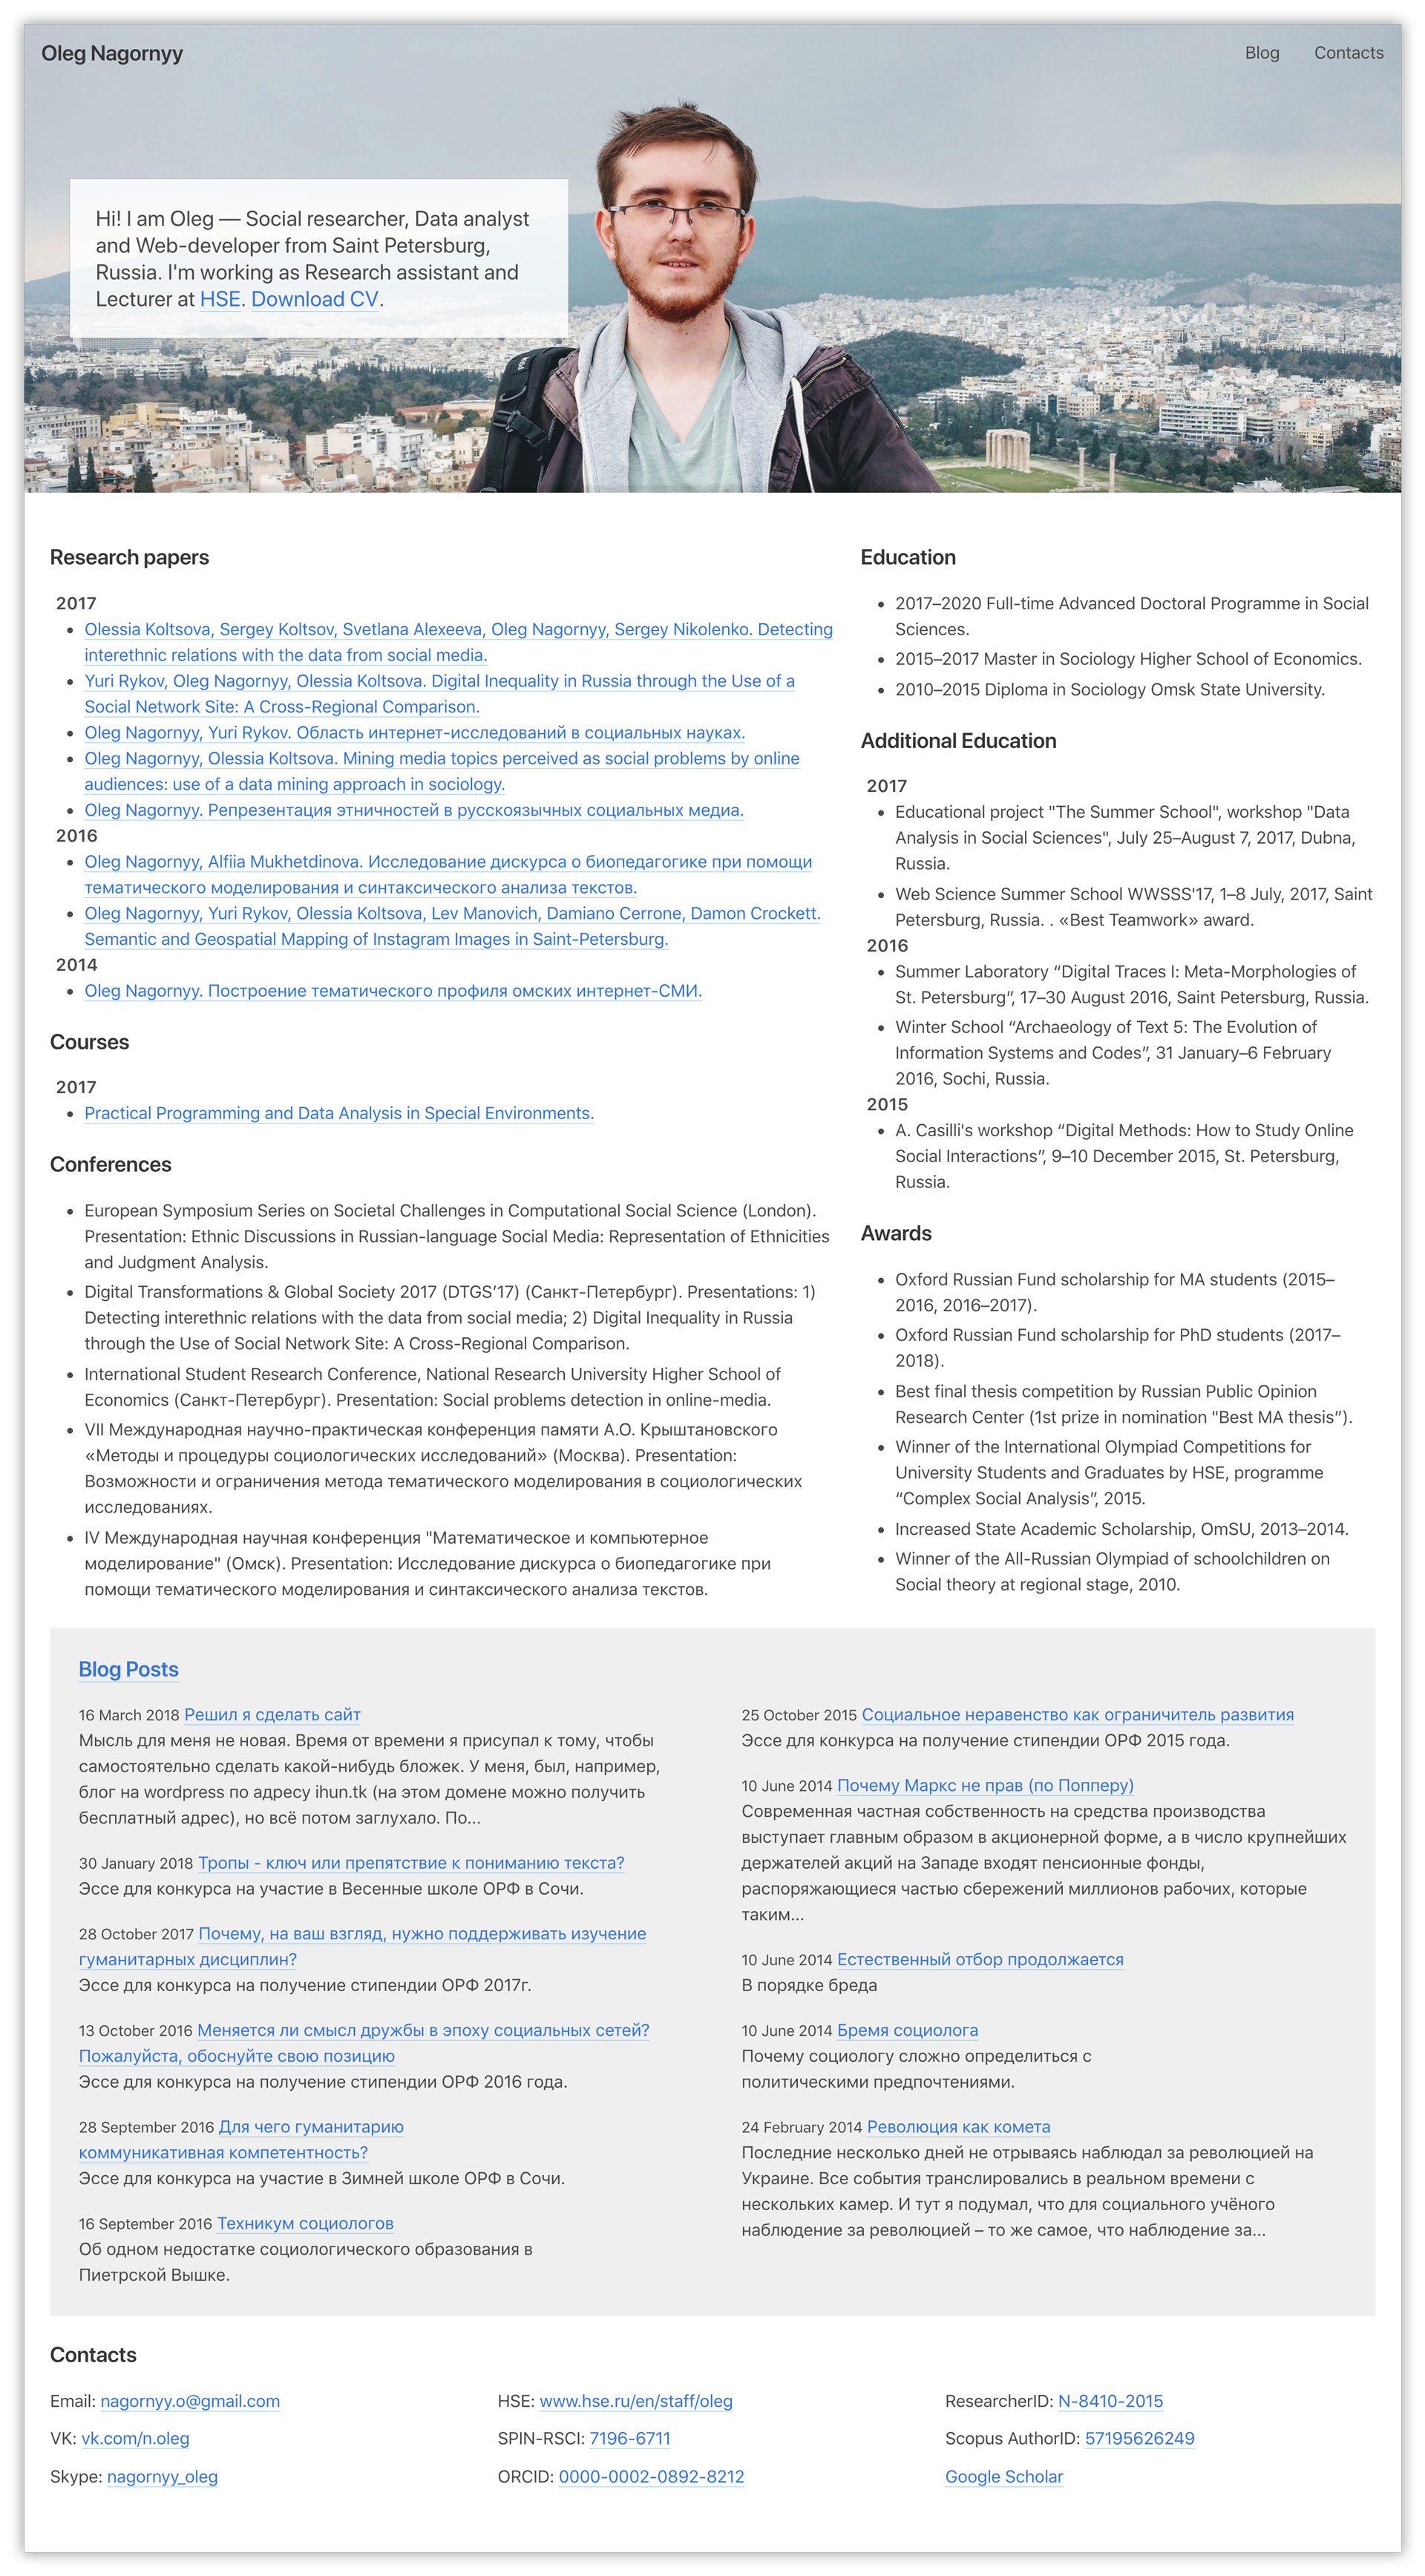 Oleg Nagornyy
Blog
Contacts
Hi! I am Oleg — Social researcher, Data analyst
and Web-developer from Saint Petersburg,
Russia. I'm working as Research assistant and
Lecturer at HSE. Download CV.
Research papers
2017
• Olessia Koltsova, Sergey Koltsov, Svetlana Alexeeva, Oleg Nagornyy, Sergey Nikolenko. Detecting
interethnic relations with the data from social media.
• Yuri Rykov, Oleg Nagornyy, Olessia Koltsova. Digital Inequality in Russia through the Use of a
Social Network Site: A Cross-Regional Comparison.
• Oleg Nagornyy, Yuri Rykov. Область интернет-исследований в социальных науках.
• Oleg Nagornyy, Olessia Koltsova. Mining media topics perceived as social problems by online
audiences: use of a data mining approach in sociology.
• Oleg Nagornyy. Репрезентация этничностей в русскоязычных социальных медиа.
2016
• Oleg Nagornyy, Alfiia Mukhetdinova. Исследование дискурса о биопедагогике при помощи
тематического моделирования и синтаксического анализа текстов.
• Oleg Nagornyy, Yuri Rykov, Olessia Koltsova, Lev Manovich, Damiano Cerrone, Damon Crockett.
Semantic and Geospatial Mapping of Instagram Images in Saint-Petersburg.
2014
• Oleg Nagornyy. Построение тематического профиля омских интернет-СМИ.
Courses
2017
• Practical Programming and Data Analysis in Special Environments.
Conferences
• European Symposium Series on Societal Challenges in Computational Social Science (London).
Presentation: Ethnic Discussions in Russian-language Social Media: Representation of Ethnicities
and Judgment Analysis.
• Digital Transformations & Global Society 2017 (DTGS’17) (Санкт-Петербург). Presentations: 1)
Detecting interethnic relations with the data from social media; 2) Digital Inequality in Russia
through the Use of Social Network Site: A Cross-Regional Comparison.
• International Student Research Conference, National Research University Higher School of
Economics (Санкт-Петербург). Presentation: Social problems detection in online-media.
• VII Международная научно-практическая конференция памяти А.О. Крыштановского
«Методы и процедуры социологических исследований» (Москва). Presentation:
Возможности и ограничения метода тематического моделирования в социологических
исследованиях.
• IV Международная научная конференция "Математическое и компьютерное
моделирование" (Омск). Presentation: Исследование дискурса о биопедагогике при
помощи тематического моделирования и синтаксического анализа текстов.
Education
• 2017–2020 Full-time Advanced Doctoral Programme in Social
Sciences.
• 2015–2017 Master in Sociology Higher School of Economics.
• 2010–2015 Diploma in Sociology Omsk State University.
Additional Education
2017
• Educational project "The Summer School", workshop "Data
Analysis in Social Sciences", July 25–August 7, 2017, Dubna,
Russia.
• Web Science Summer School WWSSS'17, 1–8 July, 2017, Saint
Petersburg, Russia. . «Best Teamwork» award.
2016
• Summer Laboratory “Digital Traces I: Meta-Morphologies of
St. Petersburg”, 17–30 August 2016, Saint Petersburg, Russia.
• Winter School “Archaeology of Text 5: The Evolution of
Information Systems and Codes”, 31 January–6 February
2016, Sochi, Russia.
2015
• A. Casilli's workshop “Digital Methods: How to Study Online
Social Interactions”, 9–10 December 2015, St. Petersburg,
Russia.
Awards
• Oxford Russian Fund scholarship for MA students (2015–
2016, 2016–2017).
• Oxford Russian Fund scholarship for PhD students (2017–
2018).
• Best final thesis competition by Russian Public Opinion
Research Center (1st prize in nomination "Best MA thesis”).
• Winner of the International Olympiad Competitions for
University Students and Graduates by HSE, programme
“Complex Social Analysis”, 2015.
• Increased State Academic Scholarship, OmSU, 2013–2014.
• Winner of the All-Russian Olympiad of schoolchildren on
Social theory at regional stage, 2010.
Blog Posts
16 March 2018 Решил я сделать сайт
Мысль для меня не новая. Время от времени я присупал к тому, чтобы
самостоятельно сделать какой-нибудь бложек. У меня, был, например,
блог на wordpress по адресу ihun.tk (на этом домене можно получить
бесплатный адрес), но всё потом заглухало. По...
30 January 2018 Тропы - ключ или препятствие к пониманию текста?
Эссе для конкурса на участие в Весенные школе ОРФ в Сочи.
28 October 2017 Почему, на ваш взгляд, нужно поддерживать изучение
гуманитарных дисциплин?
Эссе для конкурса на получение стипендии ОРФ 2017г.
13 October 2016 Меняется ли смысл дружбы в эпоху социальных сетей?
Пожалуйста, обоснуйте свою позицию
Эссе для конкурса на получение стипендии ОРФ 2016 года.
28 September 2016 Для чего гуманитарию
коммуникативная компетентность?
Эссе для конкурса на участие в Зимней школе ОРФ в Сочи.
16 September 2016 Техникум социологов
Об одном недостатке социологического образования в
Пиетрской Вышке.
25 October 2015 Социальное неравенство как ограничитель развития
Эссе для конкурса на получение стипендии ОРФ 2015 года.
10 June 2014 Почему Маркс не прав (по Попперу)
Современная частная собственность на средства производства
выступает главным образом в акционерной форме, а в число крупнейших
держателей акций на Западе входят пенсионные фонды,
распоряжающиеся частью сбережений миллионов рабочих, которые
таким...
10 June 2014 Естественный отбор продолжается
В порядке бреда
10 June 2014 Бремя социолога
Почему социологу сложно определиться с
политическими предпочтениями.
24 February 2014 Революция как комета
Последние несколько дней не отрываясь наблюдал за революцией на
Украине. Все события транслировались в реальном времени с
нескольких камер. И тут я подумал, что для социального учёного
наблюдение за революцией – то же самое, что наблюдение за...
Contacts
Email: nagornyy.o@gmail.com
VK: vk.com/n.oleg
Skype: nagornyy_oleg
HSE: www.hse.ru/en/staff/oleg
SPIN-RSCI: 7196-6711
ORCID: 0000-0002-0892-8212
ResearcherID: N-8410-2015
Scopus AuthorID: 57195626249
Google Scholar